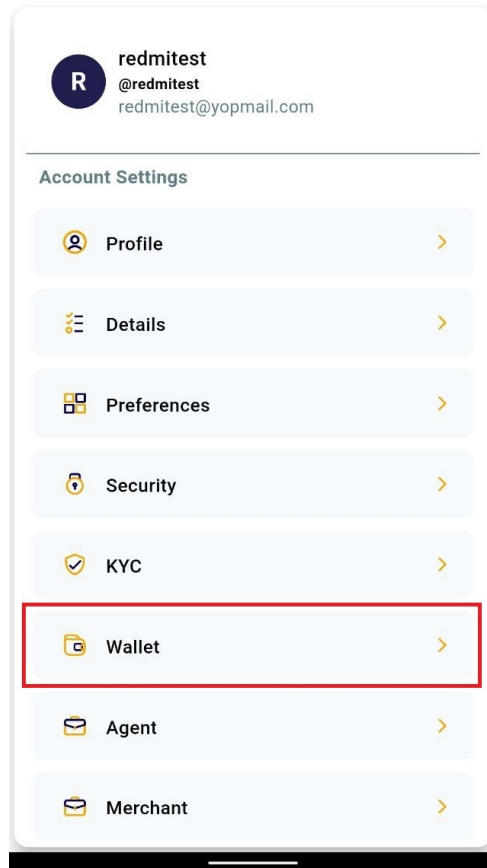 R
redmitest
@redmitest
redmitest@yopmail.com
Account Settings
Profile
Details
Preferences
Security
KYC
Wallet
Agent
Merchant